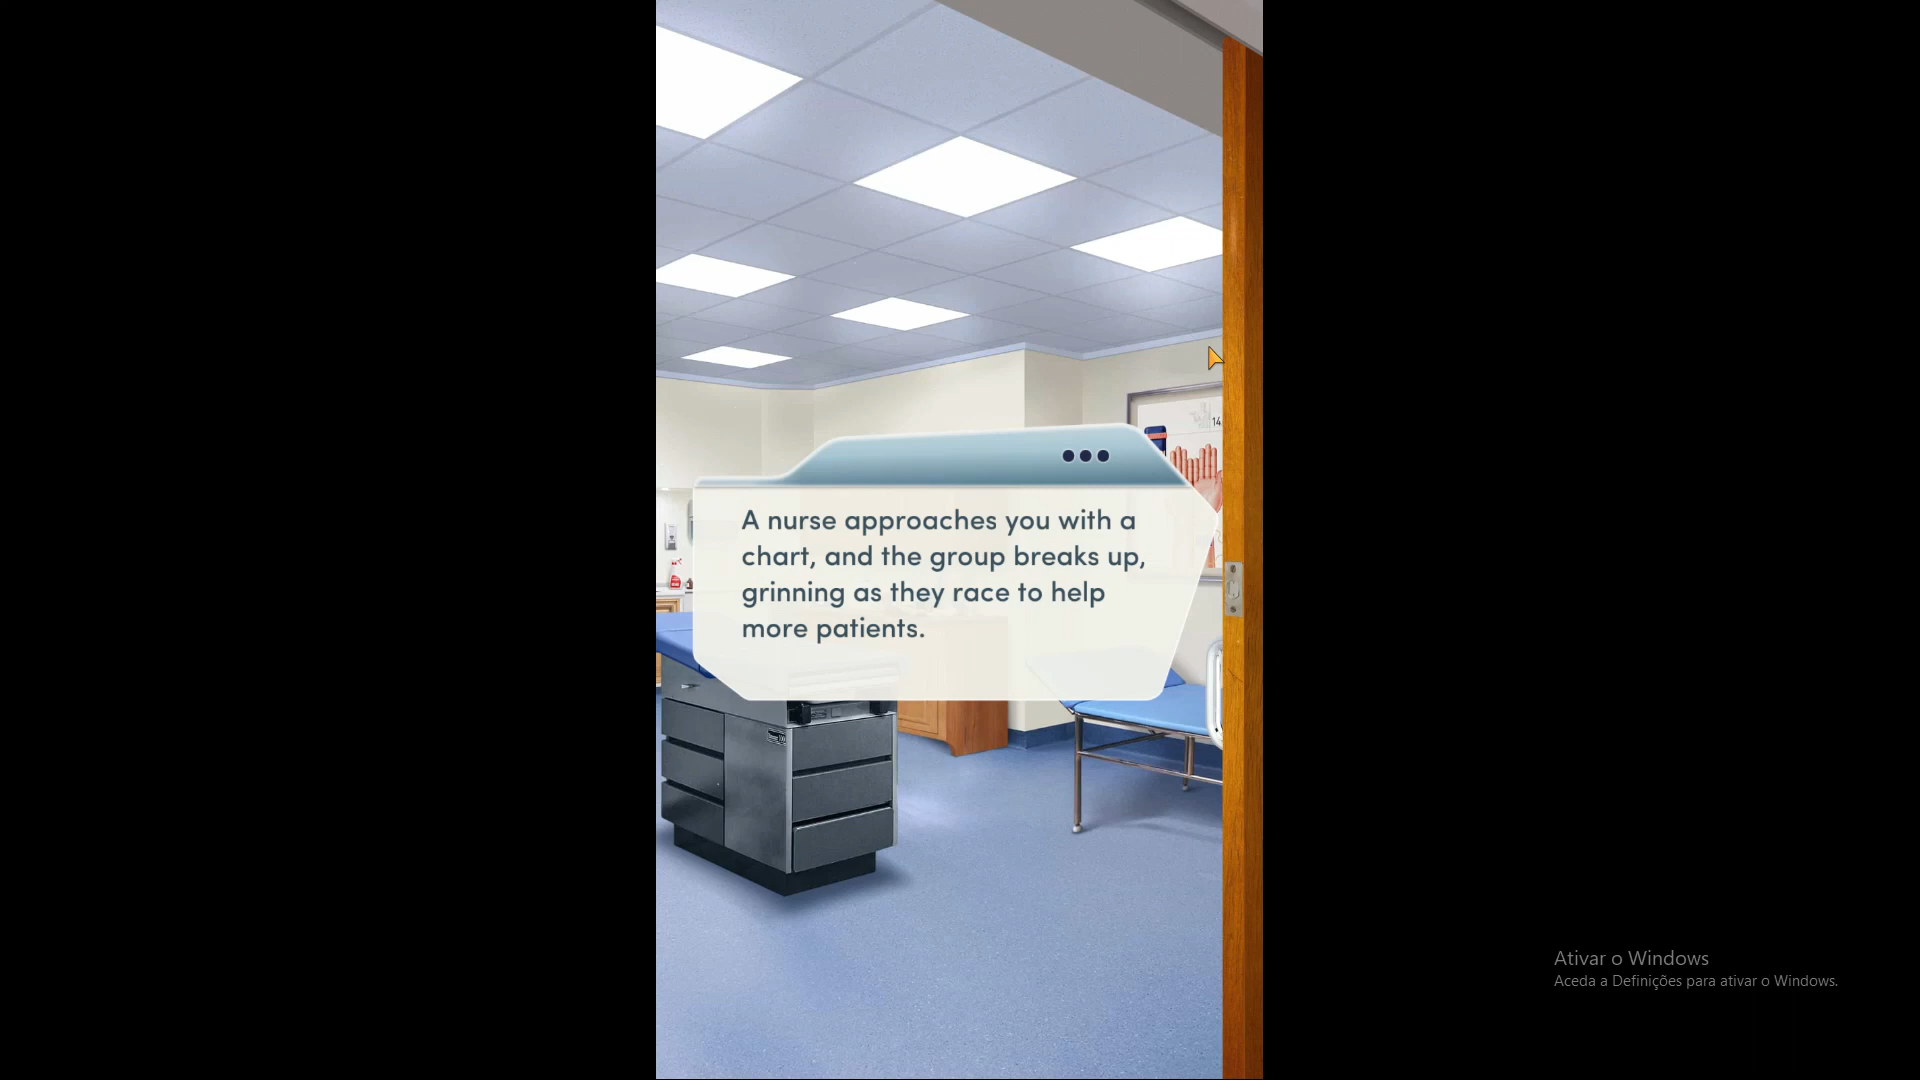 14
A nurse approaches you with a
chart, and the group breaks up,
grinning as they race to help
more patients.
Ativar o Windows
Aceda a Definições para ativar o Windows.